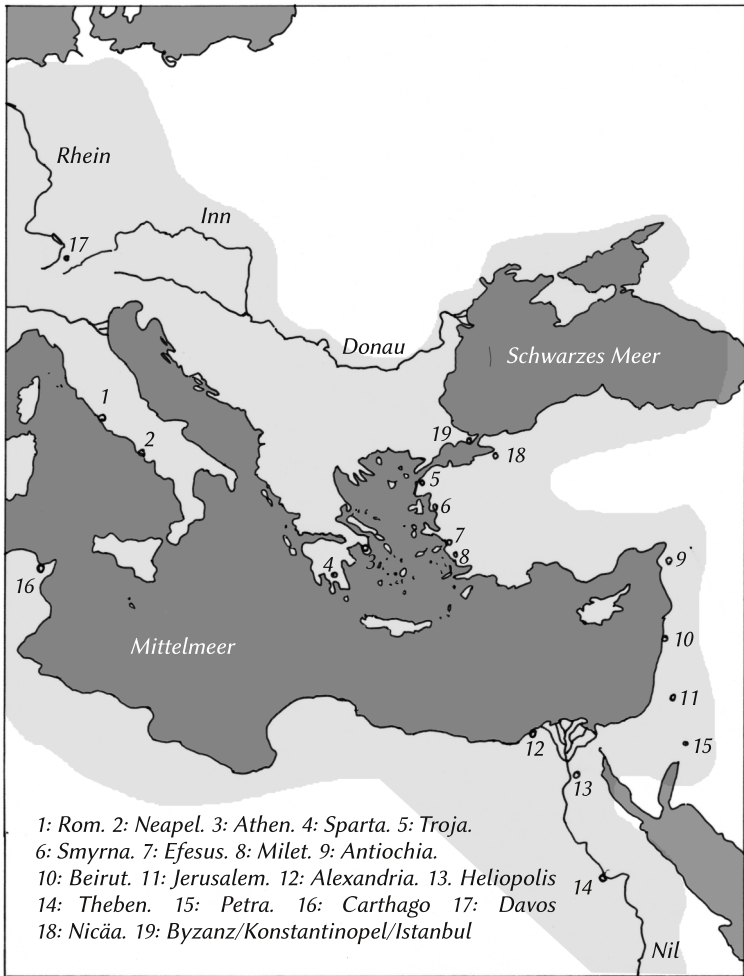 Rhein
Inn
17
Donau
Schwarzes Meer
1
2
19
18
5
6
7
8
3
4
9
16
10
Mittelmeer
11
12
15
13
14
Nil
1: Rom. 2: Neapel. 3: Athen. 4: Sparta. 5: Troja.
6: Smyrna. 7: Efesus. 8: Milet. 9: Antiochia.
10: Beirut. 11: Jerusalem. 12: Alexandria. 13. Heliopolis
14: Theben. 15: Petra. 16: Carthago 17: Davos
18: Nicäa. 19: Byzanz/Konstantinopel/Istanbul